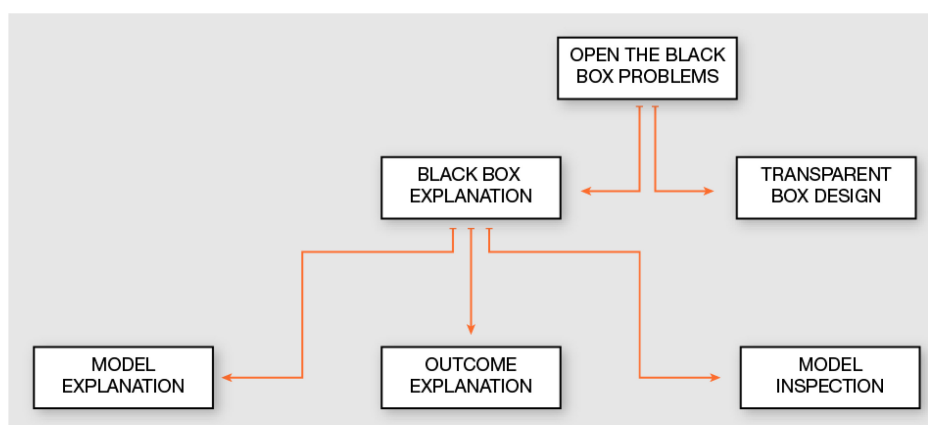 OPEN THE BLACK
BOX PROBLEMS
BLACK BOX
EXPLANATION
TRANSPARENT
BOX DESIGN
MODEL
EXPLANATION
OUTCOME
EXPLANATION
MODEL
INSPECTION